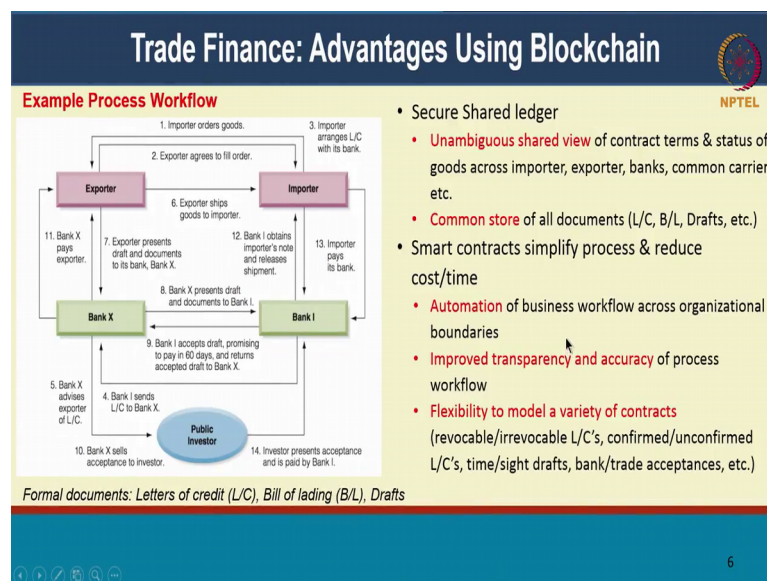 Trade Finance: Advantages Using Blockchain
NPTEL
Example Process Workflow
1. Importer orders goods.
3. Importer
arranges L/C
with its bank.
2. Exporter agrees to fill order.
Exporter
Importer
6. Exporter ships
goods to importer.
11. Bank X
pays
exporter.
7. Exporter presents
draft and documents
to its bank, Bank X.
12. Bank I obtains
importer's note
and releases
shipment.
13. Importer
pays
its bank.
8. Bank X presents draft
and documents to Bank I.
Bank X
Bank I
9. Bank I accepts draft, promising
to pay in 60 days, and returns
accepted draft to Bank X.
5. Bank X
advises
exporter
of L/C.
4. Bank I sends
L/C to Bank X.
Public
Investor
10. Bank X sells
acceptance to investor.
14. Investor presents acceptance
and is paid by Bank I.
Formal documents: Letters of credit (L/C), Bill of lading (B/L), Drafts
• Secure Shared ledger
• Unambiguous shared view of contract terms & status of
goods across importer, exporter, banks, common carrier
etc.
• Common store of all documents (L/C, B/L, Drafts, etc.)
• Smart contracts simplify process & reduce
cost/time
• Automation of business workflow across organizational
boundaries
• Improved transparency and accuracy of process
workflow
• Flexibility to model a variety of contracts
(revocable/irrevocable L/C's, confirmed/unconfirmed
L/C's, time/sight drafts, bank/trade acceptances, etc.)
6